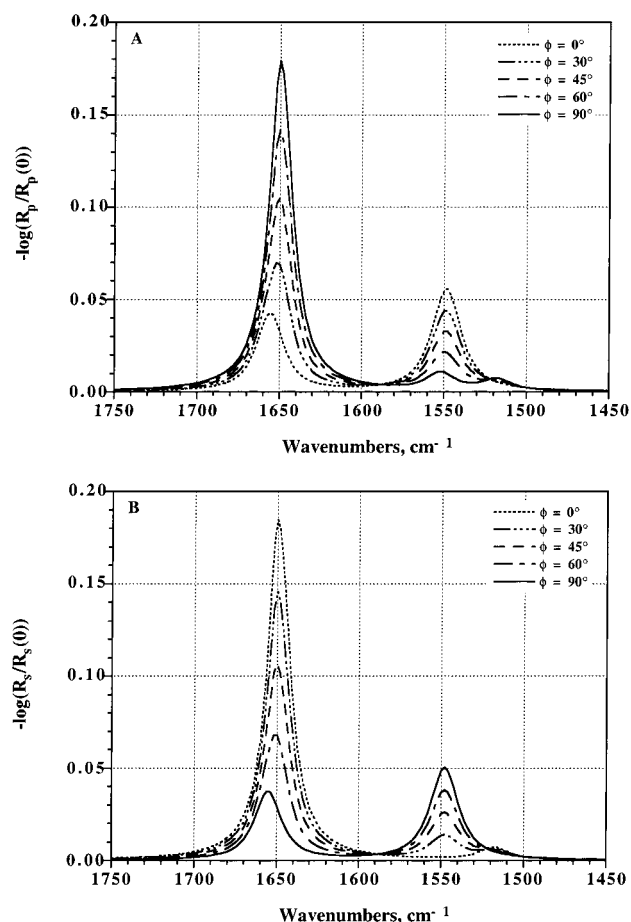 A
-log(Rp/Rp(0))
0.20
0.15
0.10
0.05
0.00
ϕ = 0°
ϕ = 30°
ϕ = 45°
ϕ = 60°
ϕ = 90°
1750 1700 1650 1600 1550 1500 1450
Wavenumbers, cm-1
B
-log(Rs/Rs(0))
0.20
0.15
0.10
0.05
0.00
ϕ = 0°
ϕ = 30°
ϕ = 45°
ϕ = 60°
ϕ = 90°
1750 1700 1650 1600 1550 1500 1450
Wavenumbers, cm-1